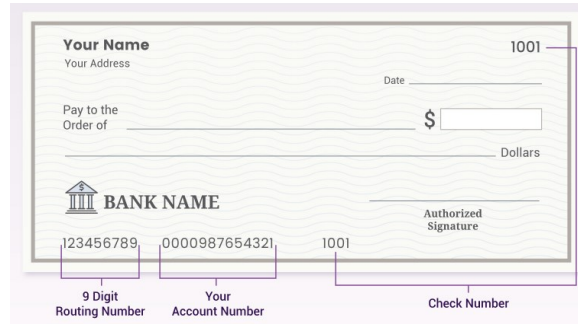 Your Name
1001
Your Address
Date
Pay to the
Order of
$
Dollars
$
BANK NAME
Authorized
Signature
123456789 0000987654321 1001
9 Digit
Routing Number
Your
Account Number
Check Number